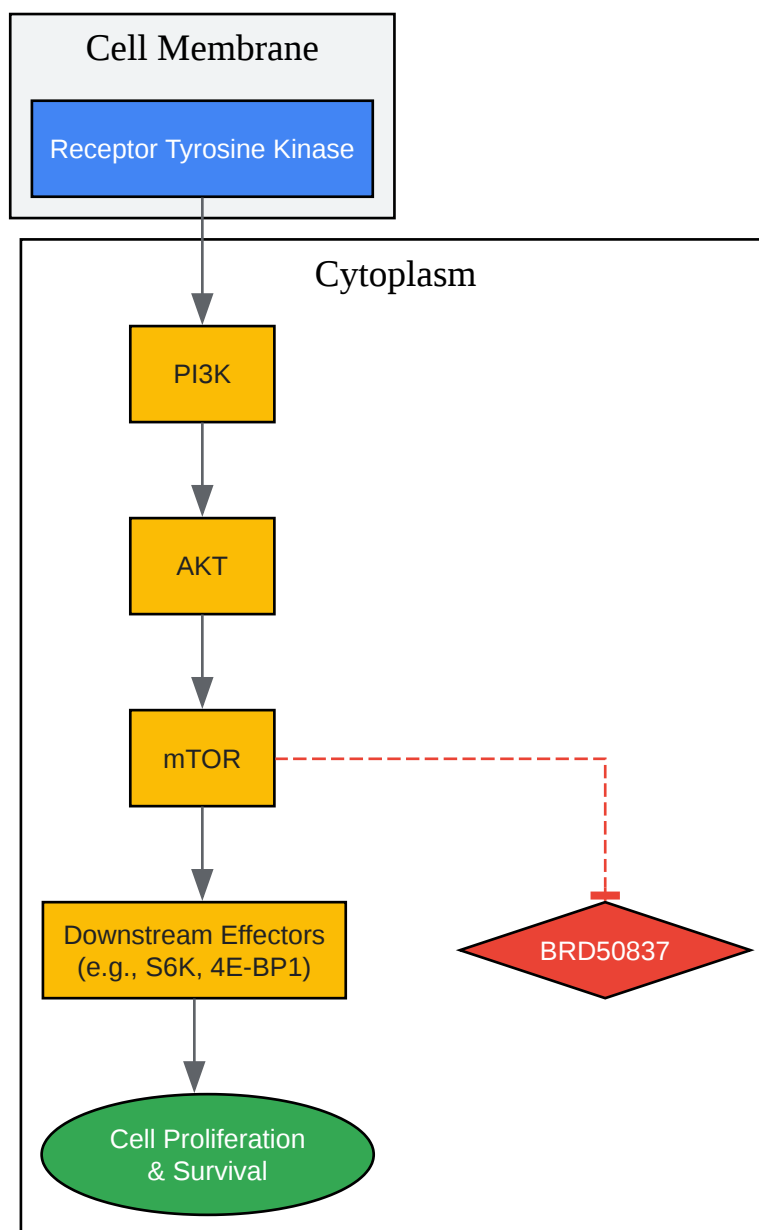 Cell Membrane
Receptor Tyrosine Kinase
Cytoplasm
PI3K
AKT
mTOR
Downstream Effectors
(e.g., S6K, 4E-BP1)
BRD50837
Cell Proliferation
& Survival